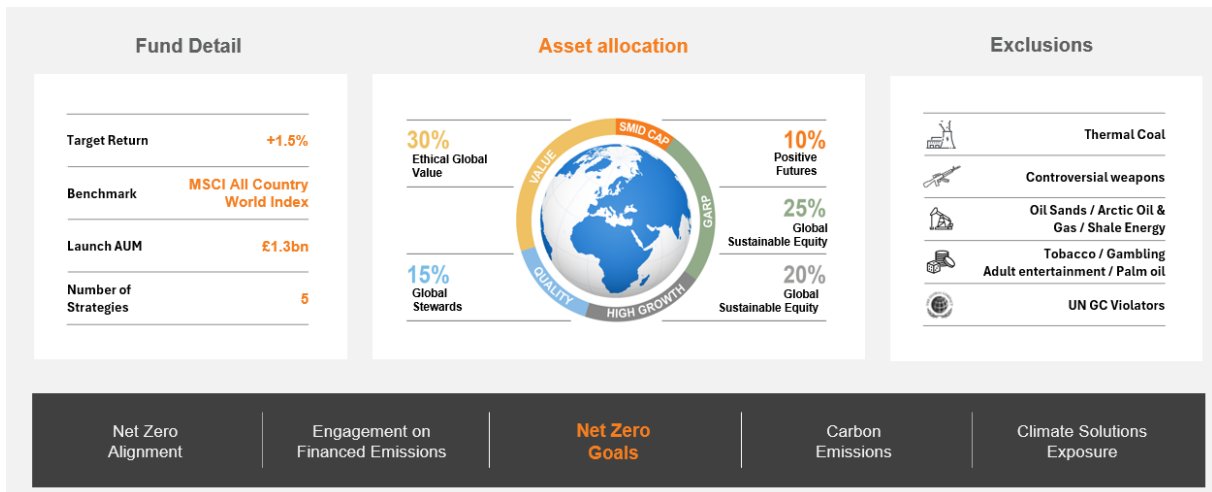 Fund Detail
Asset allocation
Exclusions
Target Return
+1.5%
Benchmark
MSCI All Country
World Index
Launch AUM
£1.3bn
Number of
Strategies
5
30%
Ethical Global
Value
15%
Global
Stewards
VALUE
SMID CAP
GARP
HIGH GROWTH
QUALITY
10%
Positive
Futures
25%
Global
Sustainable Equity
20%
Global
Sustainable Equity
Thermal Coal
Controversial weapons
Oil Sands / Arctic Oil &
Gas / Shale Energy
Tobacco / Gambling
Adult entertainment / Palm oil
UN GC Violators
Net Zero
Alignment
Engagement on
Financed Emissions
Net Zero
Goals
Carbon
Emissions
Climate Solutions
Exposure